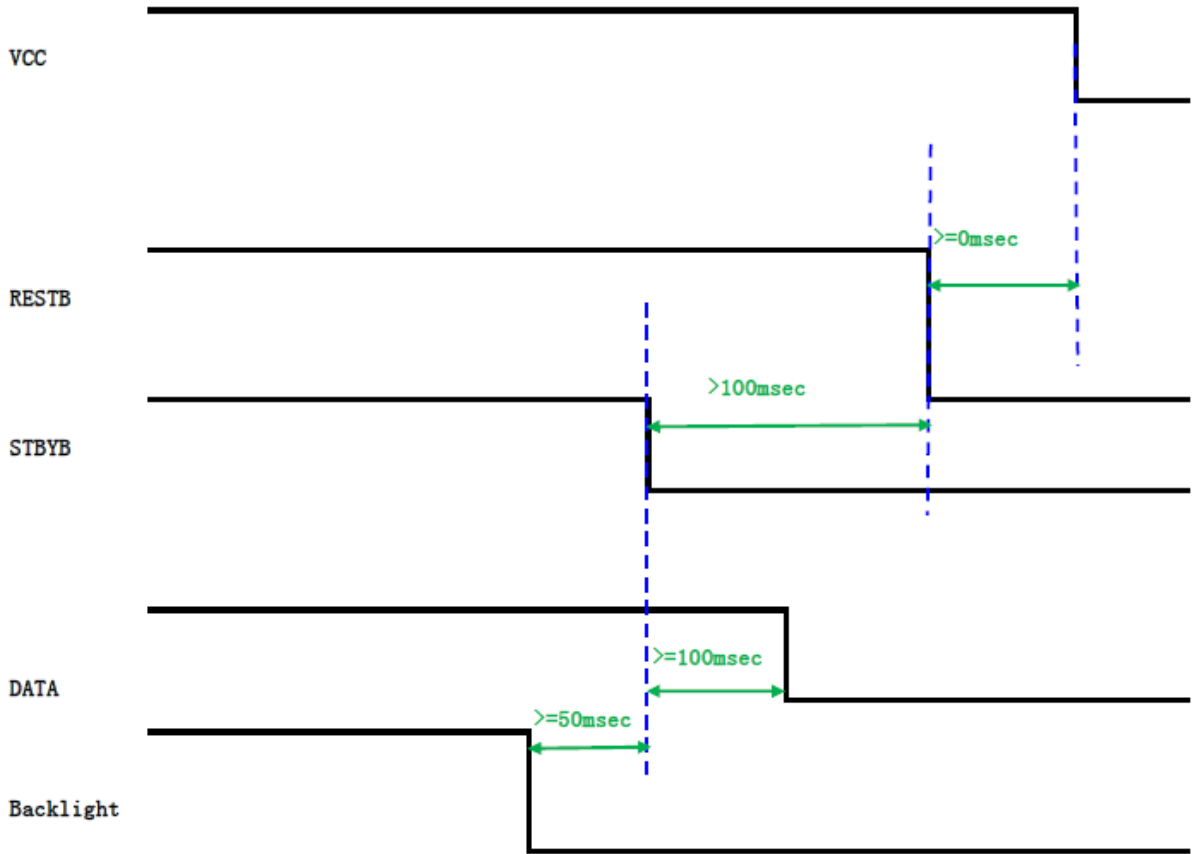 VCC
>=0msec
RESTB
>100msec
STBYB
>=100msec
DATA
>=50msec
Backlight